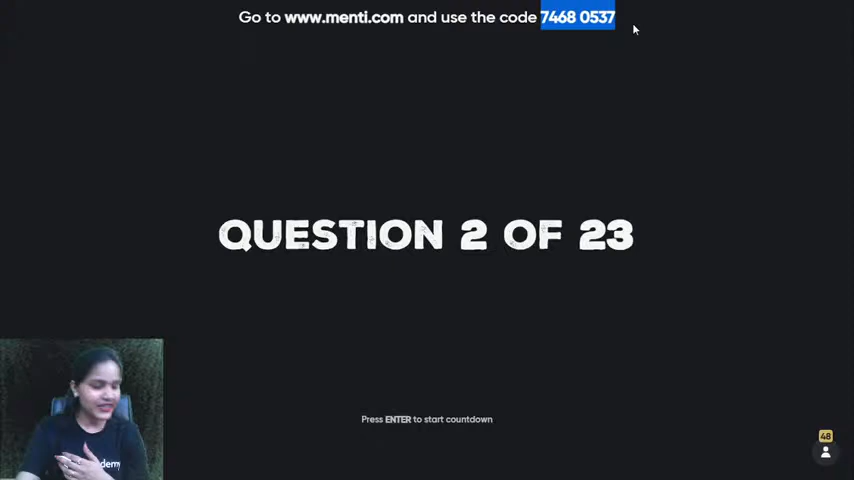 Go to www.menti.com and use the code 7468 0537
QUESTION 2 OF 23
Press ENTER to start countdown
48